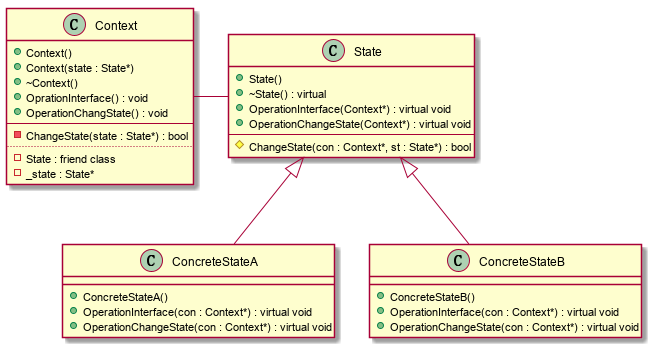 C Context
Context()
Context(state : State*)
~Context()
OprationInterface() : void
OperationChangState() : void
ChangeState(state : State*) : bool
State : friend class
_state : State*
C State
State()
~State() : virtual
OperationInterface(Context*) : virtual void
OperationChangeState(Context*) : virtual void
ChangeState(con : Context*, st : State*) : bool
C ConcreteStateA
ConcreteStateA()
OperationInterface(con : Context*) : virtual void
OperationChangeState(con : Context*) : virtual void
C ConcreteStateB
ConcreteStateB()
OperationInterface(con : Context*) : virtual void
OperationChangeState(con : Context*) : virtual void